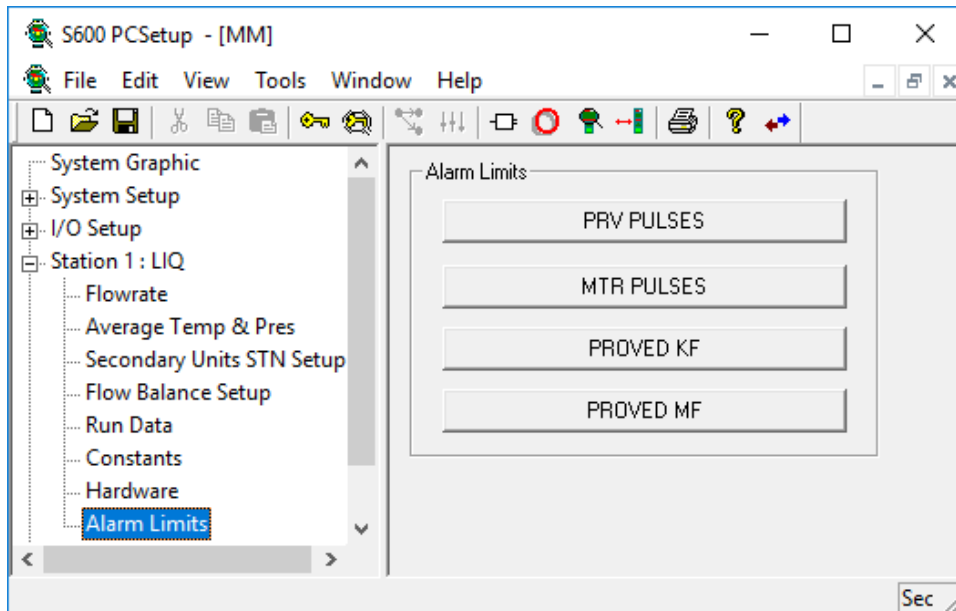 S600 PCSetup - [MM]
File Edit View Tools Window Help
System Graphic
System Setup
I/O Setup
Station 1 : LIQ
Flowrate
Average Temp & Pres
Secondary Units STN Setup
Flow Balance Setup
Run Data
Constants
Hardware
Alarm Limits
Alarm Limits
PRV PULSES
MTR PULSES
PROVED KF
PROVED MF
Sec